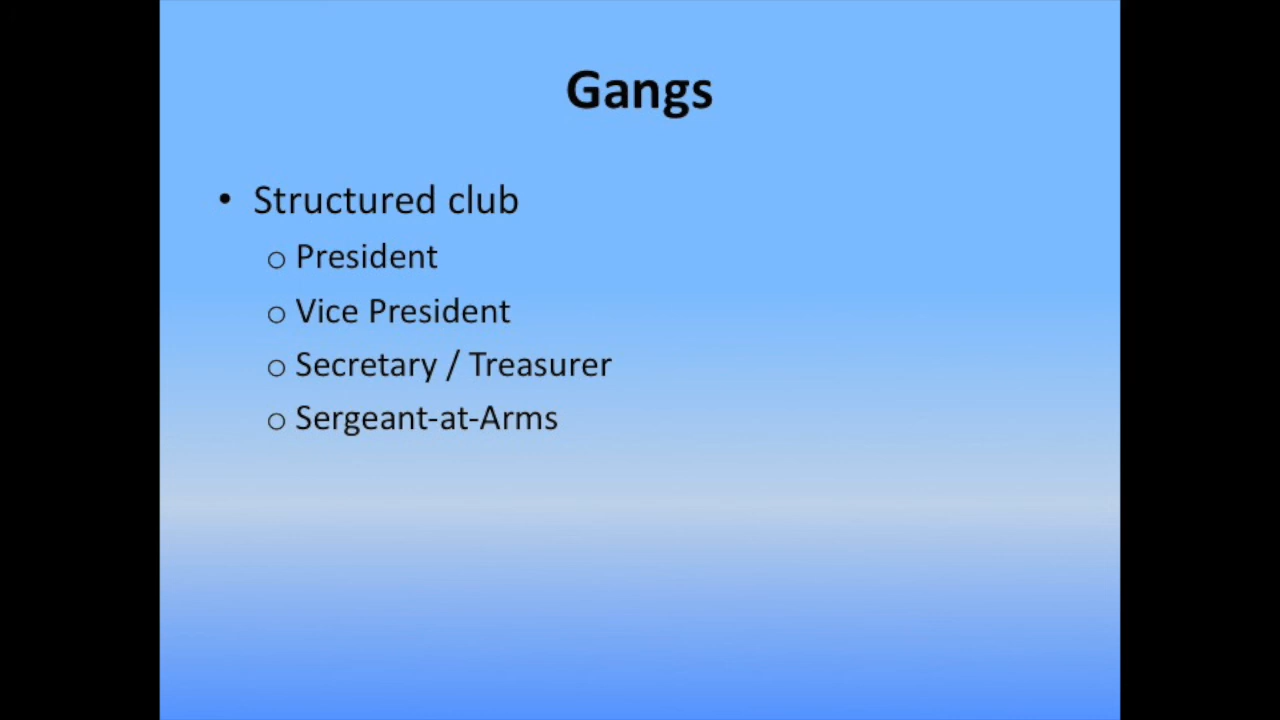 Gangs
• Structured club
o President
o Vice President
o Secretary / Treasurer
o Sergeant-at-Arms